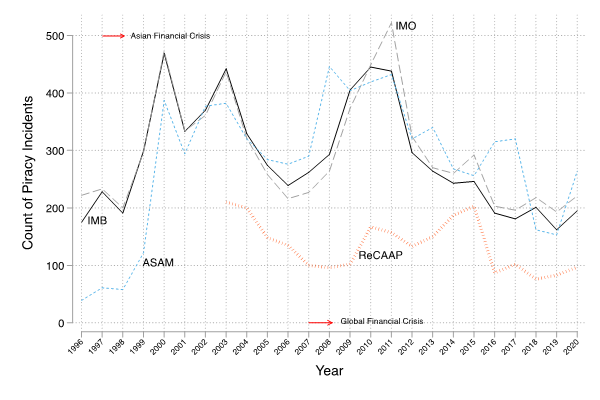 Count of Piracy Incidents
500
400
300
200
100
0
Asian Financial Crisis
IMO
IMB
ASAM
ReCAAP
Global Financial Crisis
1996 1997 1998 1999 2000 2001 2002 2003 2004 2005 2006 2007 2008 2009 2010 2011 2012 2013 2014 2015 2016 2017 2018 2019 2020
Year